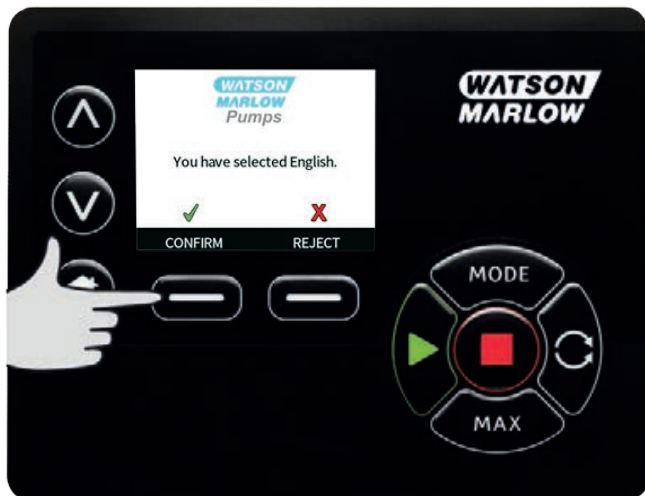 WATSON
MARLOW
Pumps
You have selected English.
CONFIRM
REJECT
WATSON
MARLOW
MODE
MAX